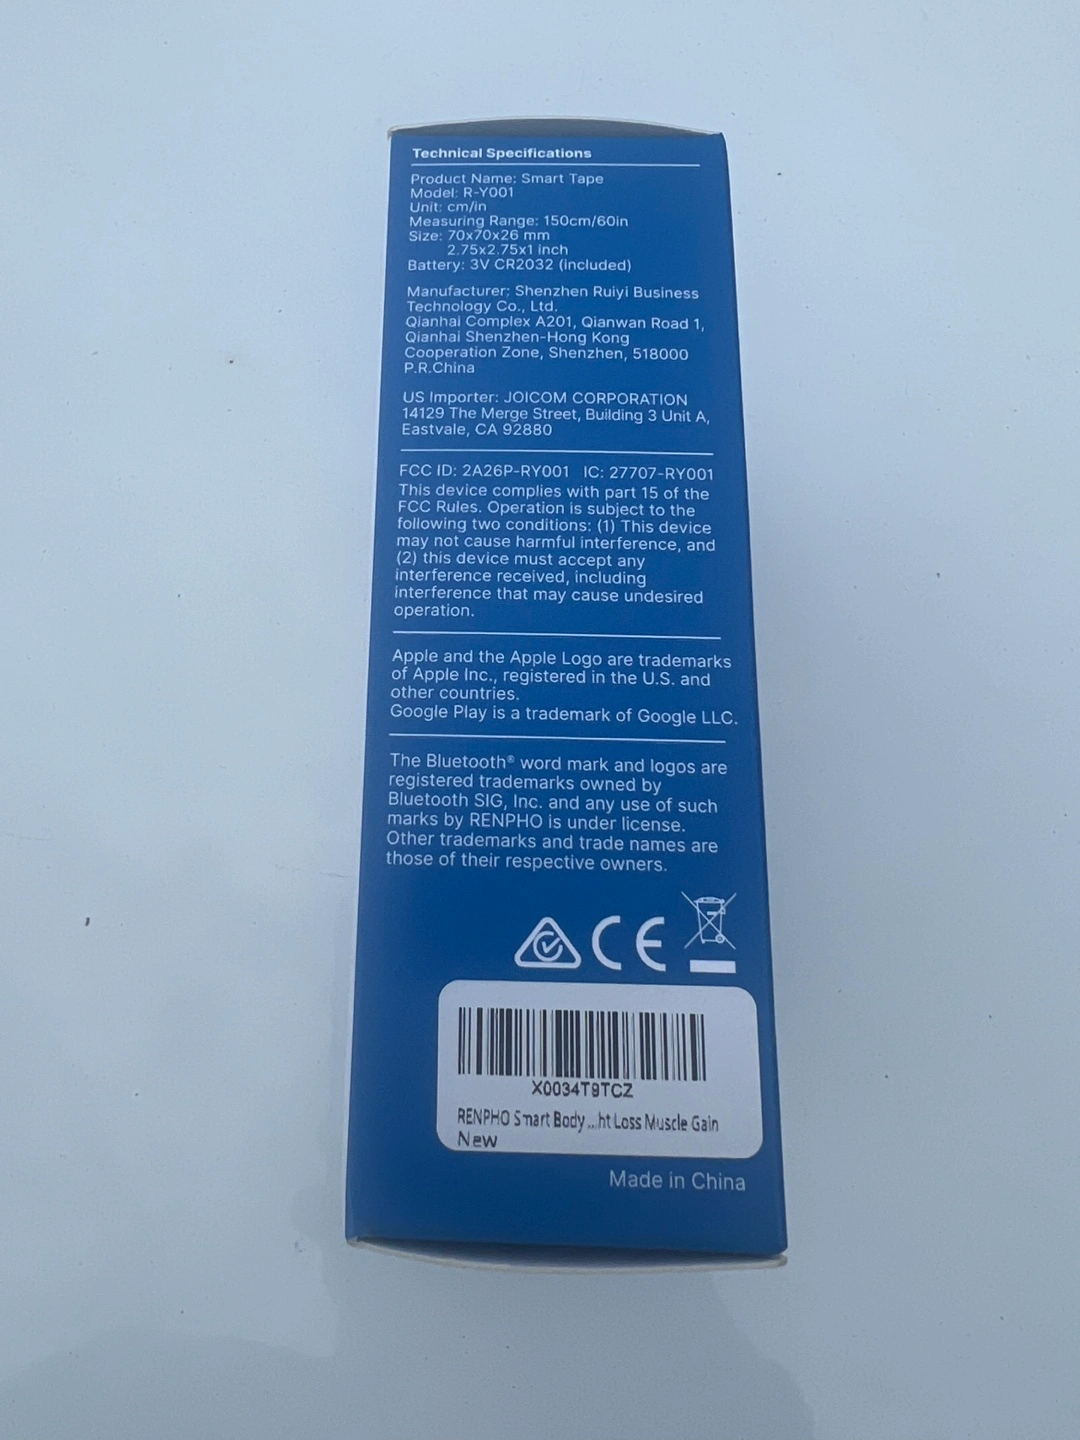 Technical Specifications
Product Name: Smart Tape
Model: R-Y001
Unit: cm/in
Measuring Range: 150cm/60in
Size: 70x70x26 mm
2.75x2.75x1 inch
Battery: 3V CR2032 (included)
Manufacturer: Shenzhen Ruiyi Business
Technology Co., Ltd.
Qianhai Complex A201, Qianwan Road 1,
Qianhai Shenzhen-Hong Kong
Cooperation Zone, Shenzhen, 518000
P.R.China
US Importer: JOICOM CORPORATION
14129 The Merge Street, Building 3 Unit A,
Eastvale, CA 92880
FCC ID: 2A26P-RY001 IC: 27707-RY001
This device complies with part 15 of the
FCC Rules. Operation is subject to the
following two conditions: (1) This device
may not cause harmful interference, and
(2) this device must accept any
interference received, including
interference that may cause undesired
operation.
Apple and the Apple Logo are trademarks
of Apple Inc., registered in the U.S. and
other countries.
Google Play is a trademark of Google LLC.
The Bluetooth® word mark and logos are
registered trademarks owned by
Bluetooth SIG, Inc. and any use of such
marks by RENPHO is under license.
Other trademarks and trade names are
those of their respective owners.
CE
X0034T9TCZ
RENPHO Smart Body ...ht Loss Muscle Gain
New
Made in China